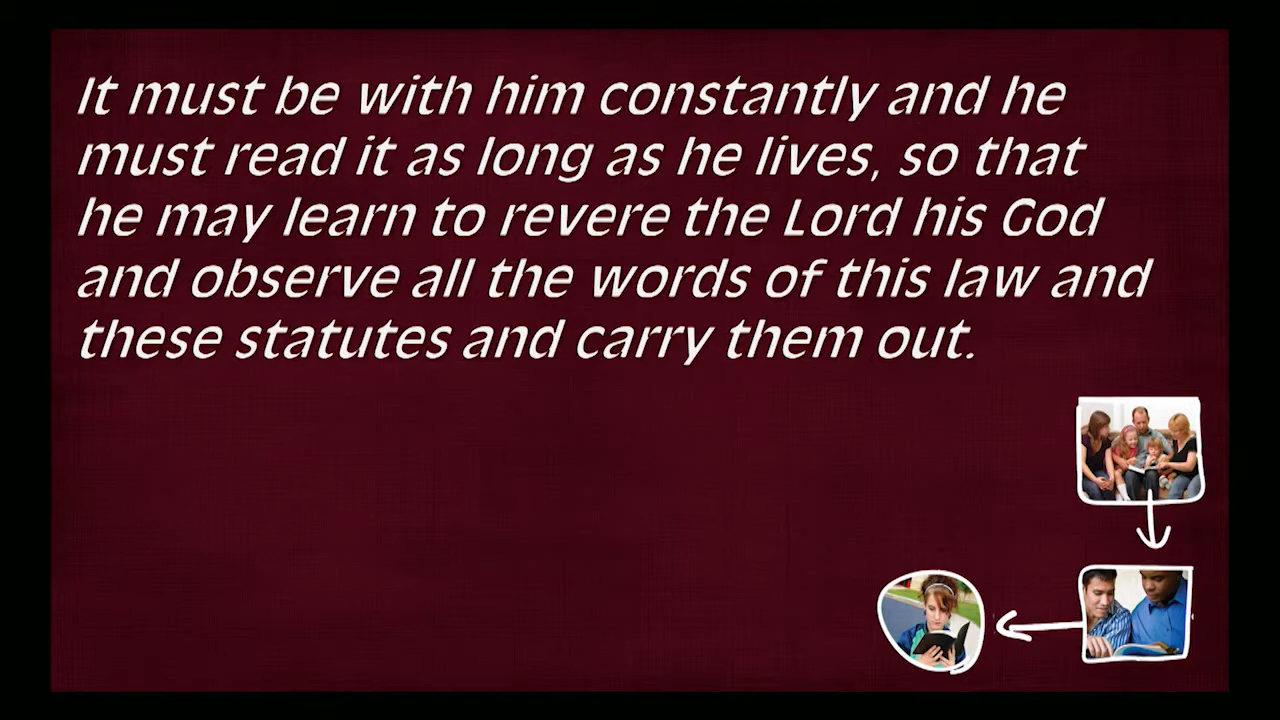 It must be with him constantly and he
must read it as long as he lives, so that
he may learn to revere the Lord his God
and observe all the words of this law and
these statutes and carry them out.